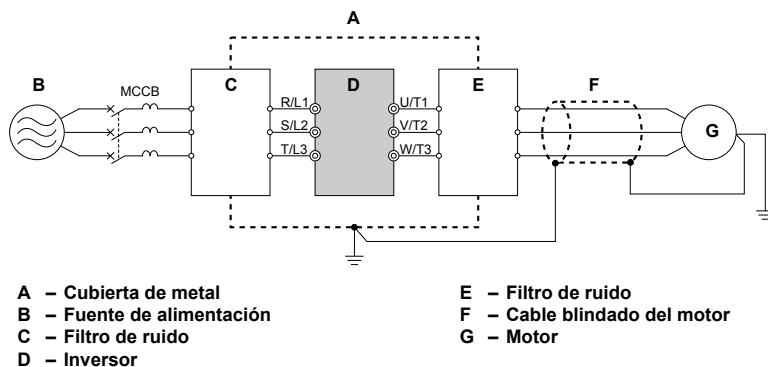 A
B
MCCB
C
D
E
F
G
R/L1
S/L2
T/L3
U/T1
V/T2
W/T3
A – Cubierta de metal
B – Fuente de alimentación
C – Filtro de ruido
D – Inversor
E – Filtro de ruido
F – Cable blindado del motor
G – Motor